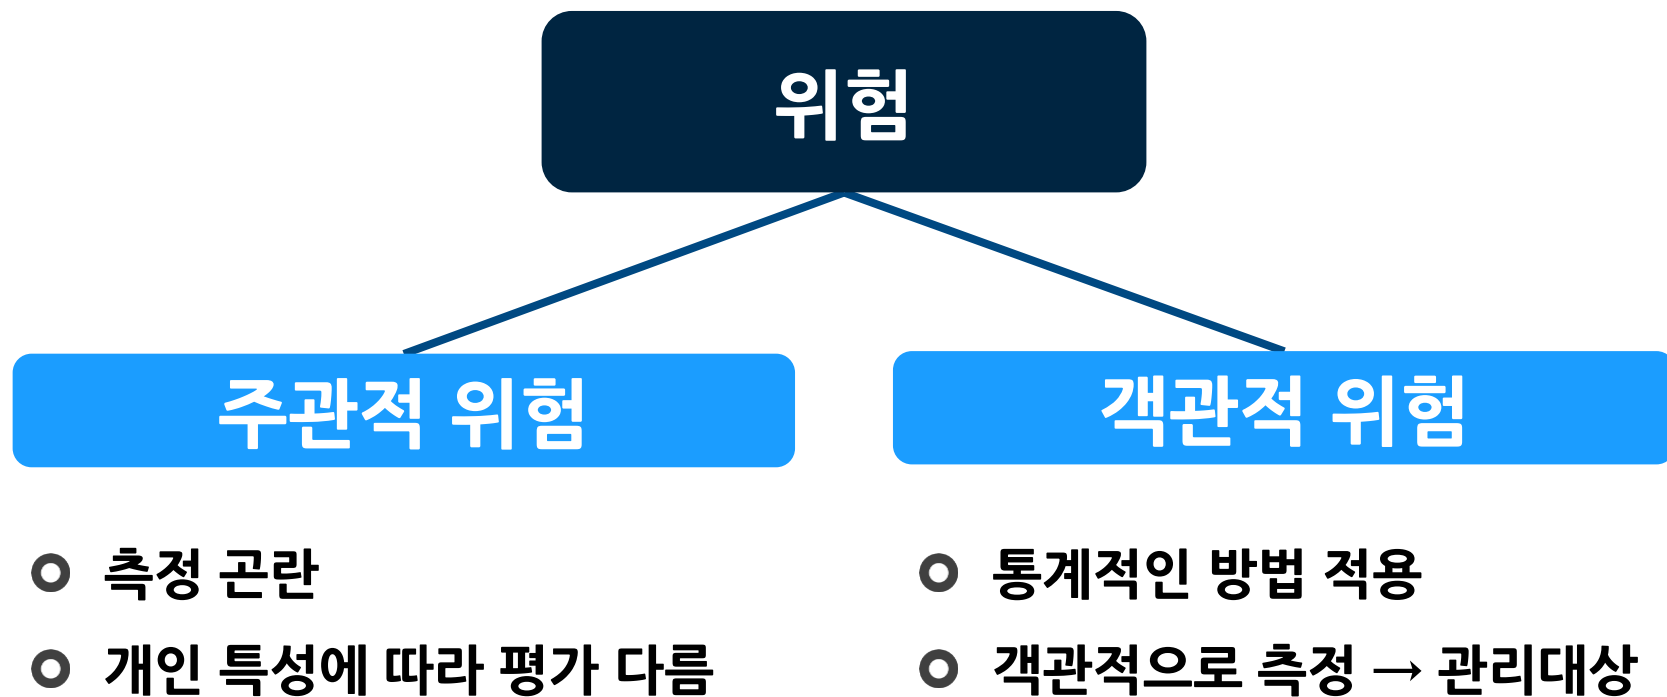 위험
주관적 위험
측정 곤란
개인 특성에 따라 평가 다름
객관적 위험
통계적인 방법 적용
객관적으로 측정 → 관리대상